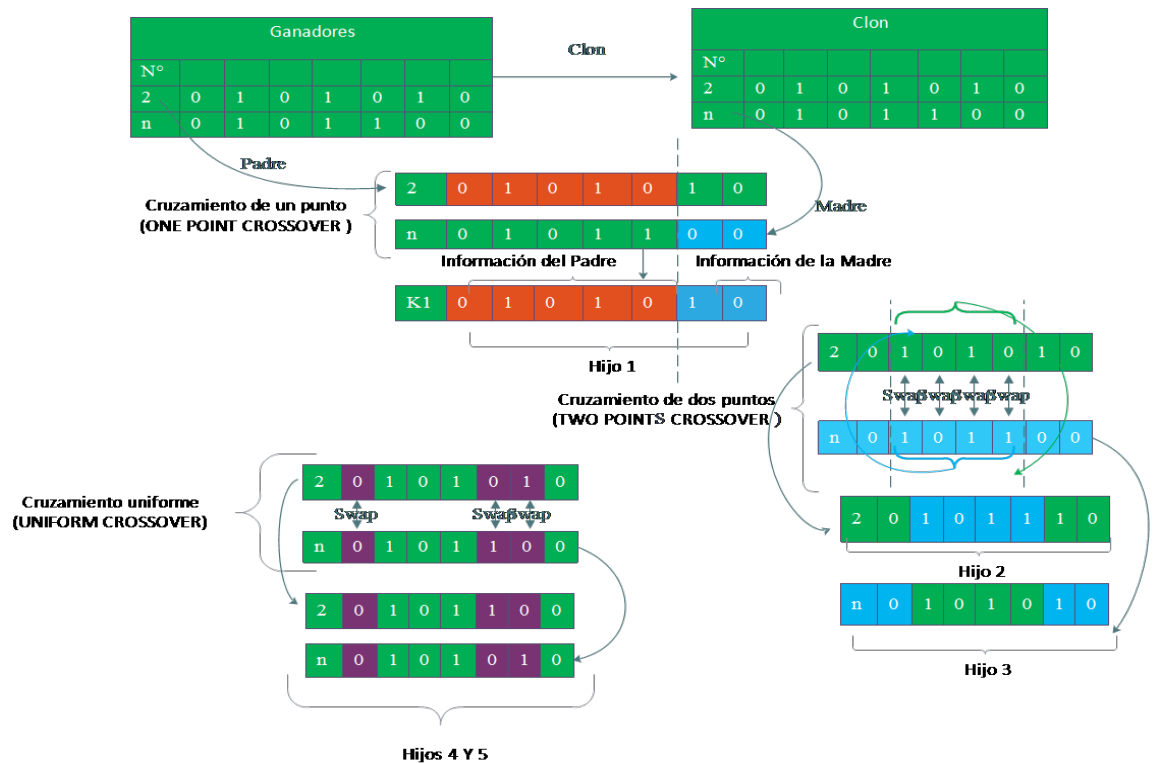 Ganadores
N°
2 0 1 0 1 0 1 0
n 0 1 0 1 1 0 0
Clon
Clon
N°
2 0 1 0 1 0 1 0
n 0 1 0 1 1 0 0
Padre
Madre
Cruzamiento de un punto
(ONE POINT CROSSOVER )
2 0 1 0 1 0 1 0
n 0 1 0 1 1 0 0
Información del Padre
Información de la Madre
K1 0 1 0 1 0 1 0
Hijo 1
Cruzamiento de dos puntos
(TWO POINTS CROSSOVER )
2 0 1 0 1 0 1 0
Swap Swap Swap Swap
n 0 1 0 1 1 0 0
2 0 1 0 1 1 1 0
Hijo 2
n 0 1 0 1 0 1 0
Hijo 3
Cruzamiento uniforme
(UNIFORM CROSSOVER)
2 0 1 0 1 0 1 0
Swap Swap Swap
n 0 1 0 1 1 0 0
2 0 1 0 1 1 0 0
n 0 1 0 1 0 1 0
Hijos 4 Y 5